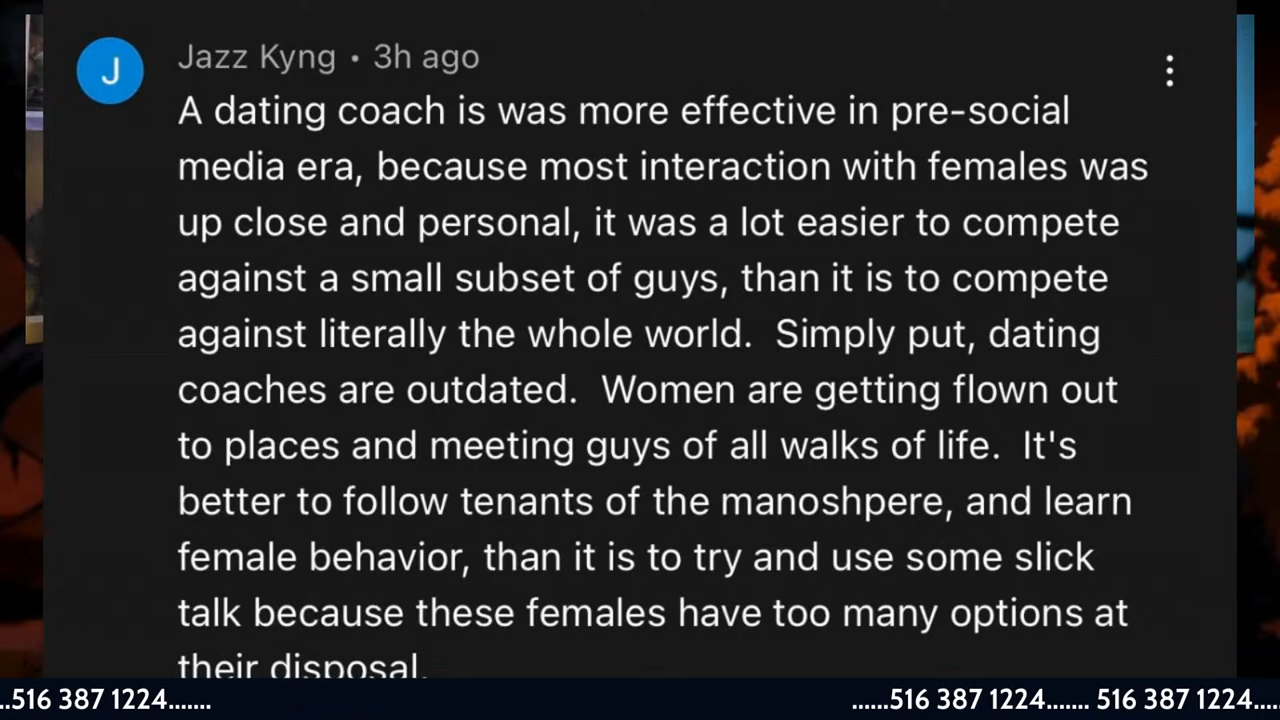 J
Jazz Kyng • 3h ago
A dating coach is was more effective in pre-social
media era, because most interaction with females was
up close and personal, it was a lot easier to compete
against a small subset of guys, than it is to compete
against literally the whole world.  Simply put, dating
coaches are outdated.  Women are getting flown out
to places and meeting guys of all walks of life.  It's
better to follow tenants of the manoshpere, and learn
female behavior, than it is to try and use some slick
talk because these females have too many options at
their disposal.
..516 387 1224....... ......516 387 1224....... 516 387 1224....